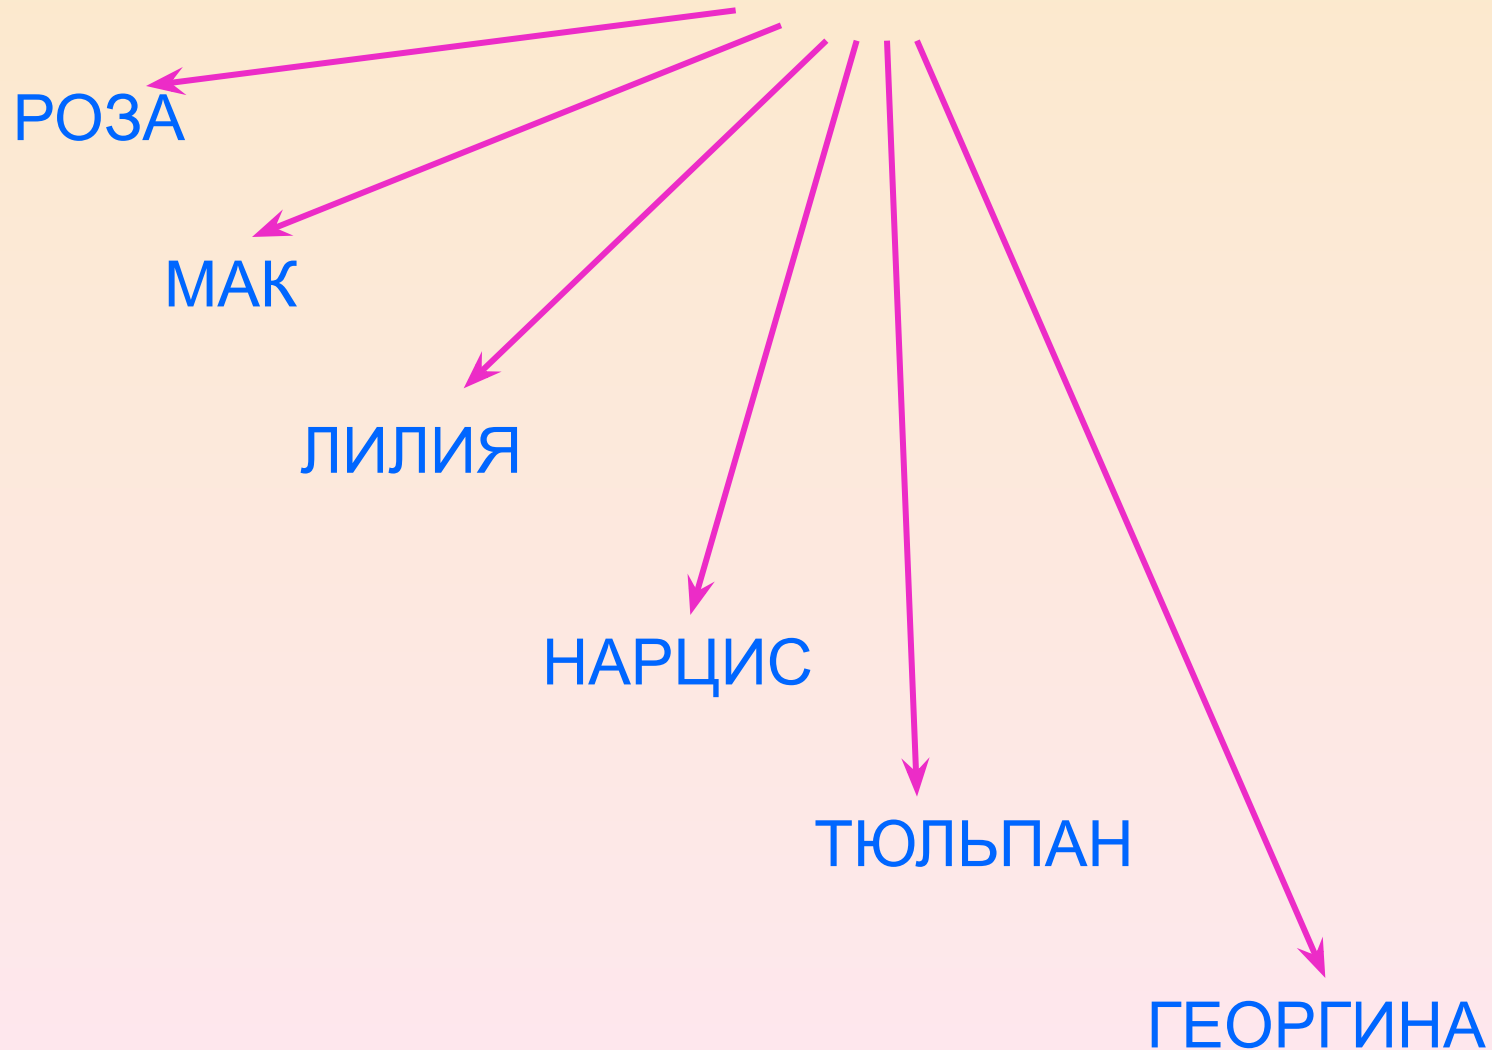 РОЗА
МАК
ЛИЛИЯ
НАРЦИС
ТЮЛЬПАН
ГЕОРГИНА